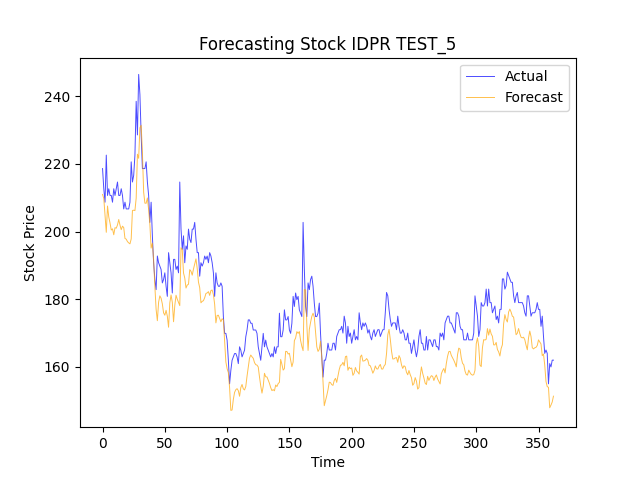 Forecasting Stock IDPR TEST_5
Actual
Forecast
Stock Price
240
220
200
180
160
0 50 100 150 200 250 300 350
Time